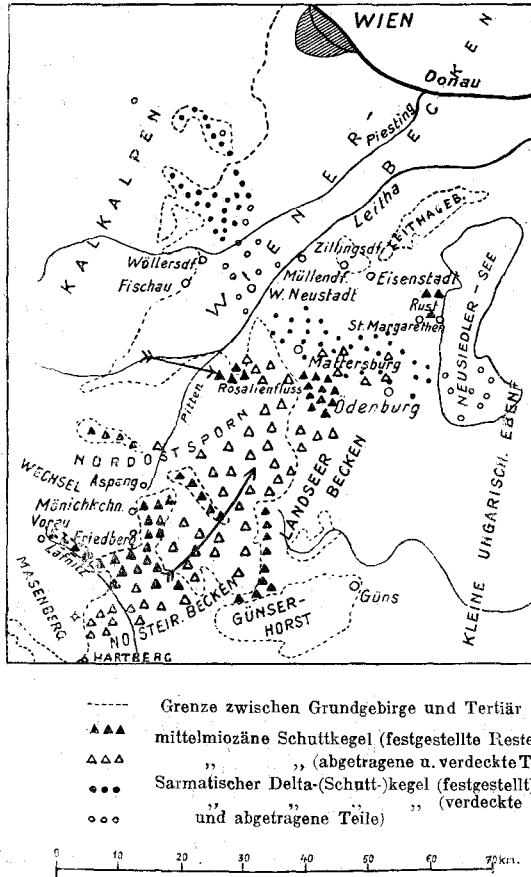 WIEN
Donau
KALKALPEN
WIENER BECKEN
Piesting
Leitha
LEITHAGEB.
Zillingsdf.
Wöllersdf.
Fischau
Müllendf.
Eisenstadt
W. Neustadt
Rust
St. Margarethen
NEUSIEDLER-SEE
Mattersburg
Rosalienfluss
Ödenburg
Pitten
NORDOSTSPORN
WECHSEL
Aspang
Mönichkchn.
Vorau
Friedberg
Lafnitz
LANDSEER BECKEN
MASENBERG
NO STEIR. BECKEN
GÜNSER-HORST
Güns
HARTBERG
KLEINE UNGARISCH. EBENE
Grenze zwischen Grundgebirge und Tertiär
mittelmiozäne Schuttkegel (festgestellte Reste
„ „ (abgetragene u. verdeckte T
Sarmatischer Delta-(Schutt-)kegel (festgestellt)
„ „ „ „ (verdeckte
und abgetragene Teile)
0 10 20 30 40 50 60 70 km.